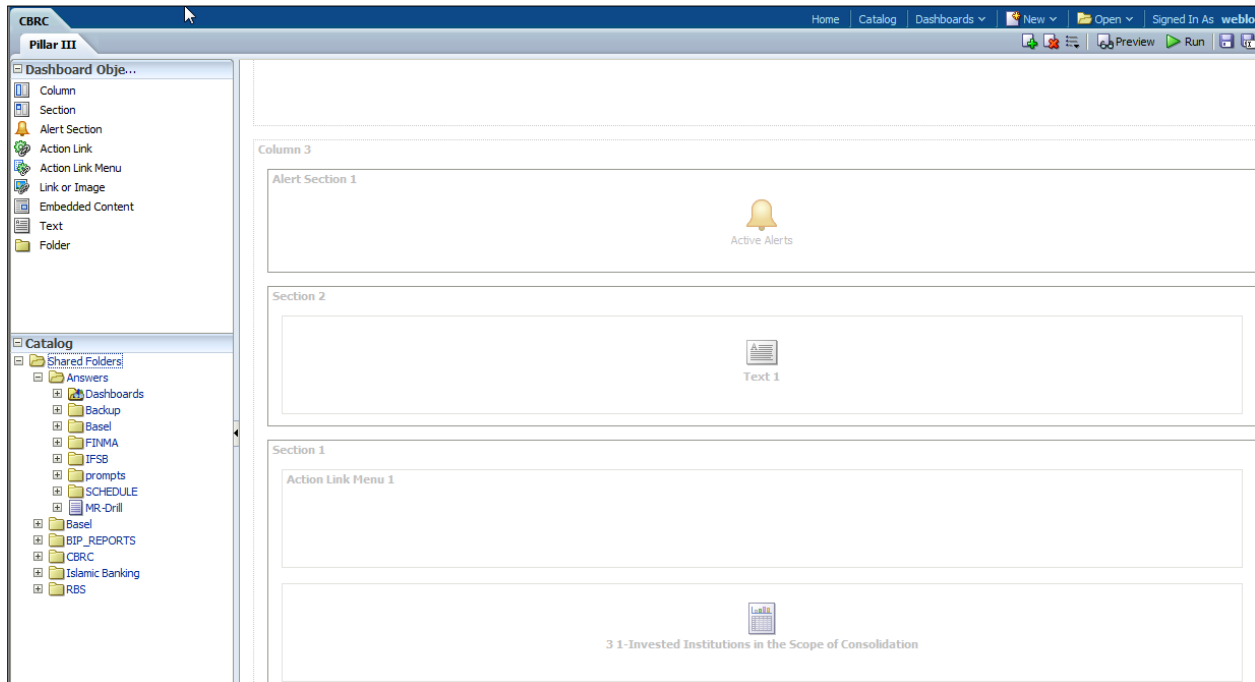 CBRC
Home
Catalog
Dashboards
New
Open
Signed In As weblo
Pillar III
Preview
Run
Dashboard Obje...
Column
Section
Alert Section
Action Link
Action Link Menu
Link or Image
Embedded Content
Text
Folder
Catalog
Shared Folders
Answers
Dashboards
Backup
Basel
FINMA
IFSB
prompts
SCHEDULE
MR-Drill
Basel
BIP_REPORTS
CBRC
Islamic Banking
RBS
Column 3
Alert Section 1
Active Alerts
Section 2
Text 1
Section 1
Action Link Menu 1
3 1-Invested Institutions in the Scope of Consolidation